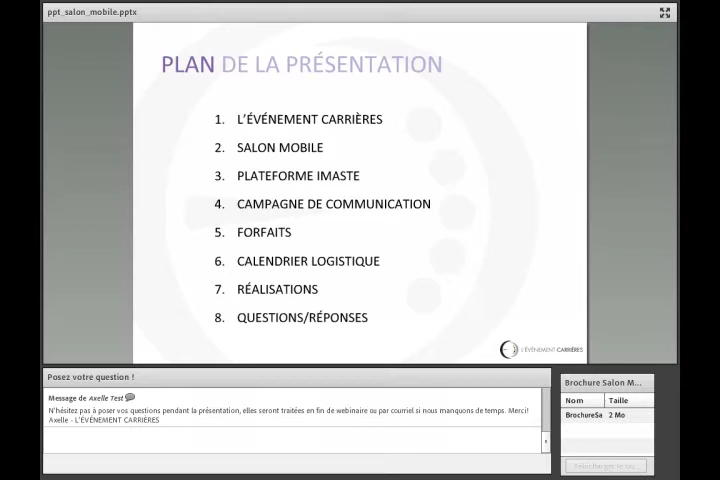 ppt_salon_mobile.pptx
PLAN DE LA PRÉSENTATION
1. L'ÉVÉNEMENT CARRIÈRES
2. SALON MOBILE
3. PLATEFORME IMASTE
4. CAMPAGNE DE COMMUNICATION
5. FORFAITS
6. CALENDRIER LOGISTIQUE
7. RÉALISATIONS
8. QUESTIONS/RÉPONSES
L'ÉVÉNEMENT CARRIÈRES
Posez votre question !
Message de Axelle Test
N'hésitez pas à poser vos questions pendant la présentation, elles seront traitées en fin de webinaire ou par courriel si nous manquons de temps. Merci!
Axelle - L'ÉVÉNEMENT CARRIÈRES
Brochure Salon M...
Nom Taille
BrochureSa 2 Mo